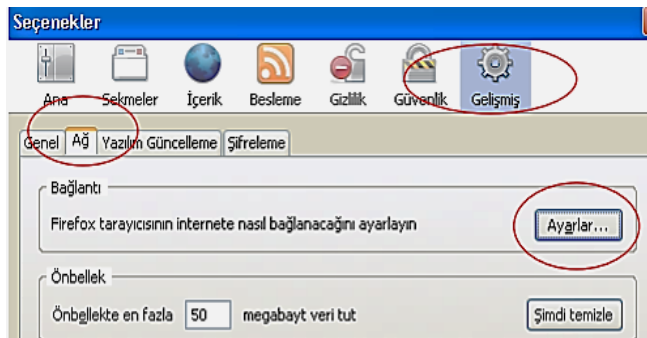 Seçenekler
Ana Sekmeler İçerik Besleme Gizlilik Güvenlik Gelişmiş
Genel Ağ Yazılım Güncelleme Şifreleme
Bağlantı
Firefox tarayıcısının internete nasıl bağlanacağını ayarlayın Ayarlar...
Önbellek
Önbellekte en fazla 50 megabayt veri tut Şimdi temizle